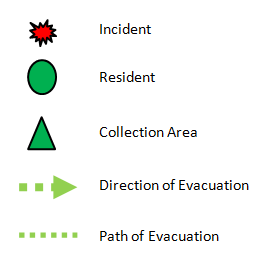 Incident
Resident
Collection Area
Direction of Evacuation
Path of Evacuation